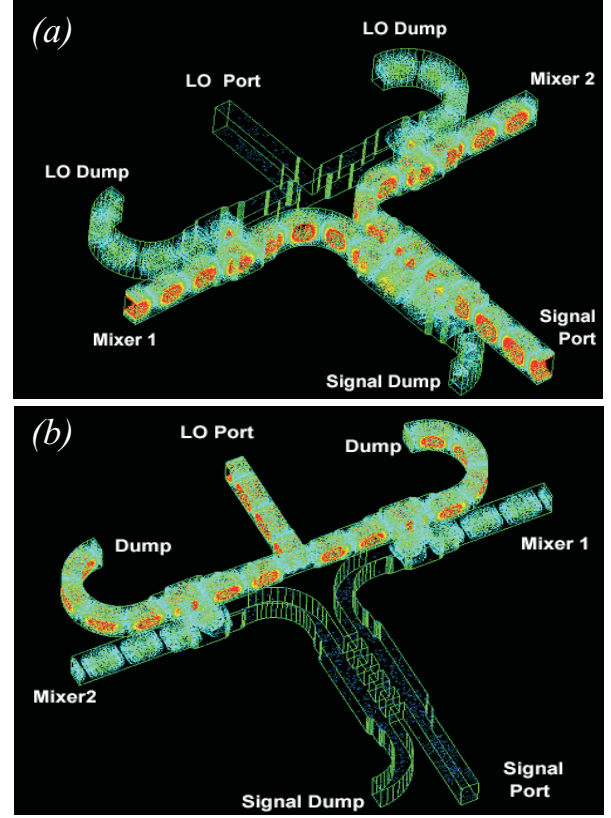 (a)
LO Dump
LO Port
Mixer 2
LO Dump
Mixer 1
Signal
Port
Signal Dump
(b)
LO Port
Dump
Dump
Mixer 1
Mixer2
Signal
Port
Signal Dump